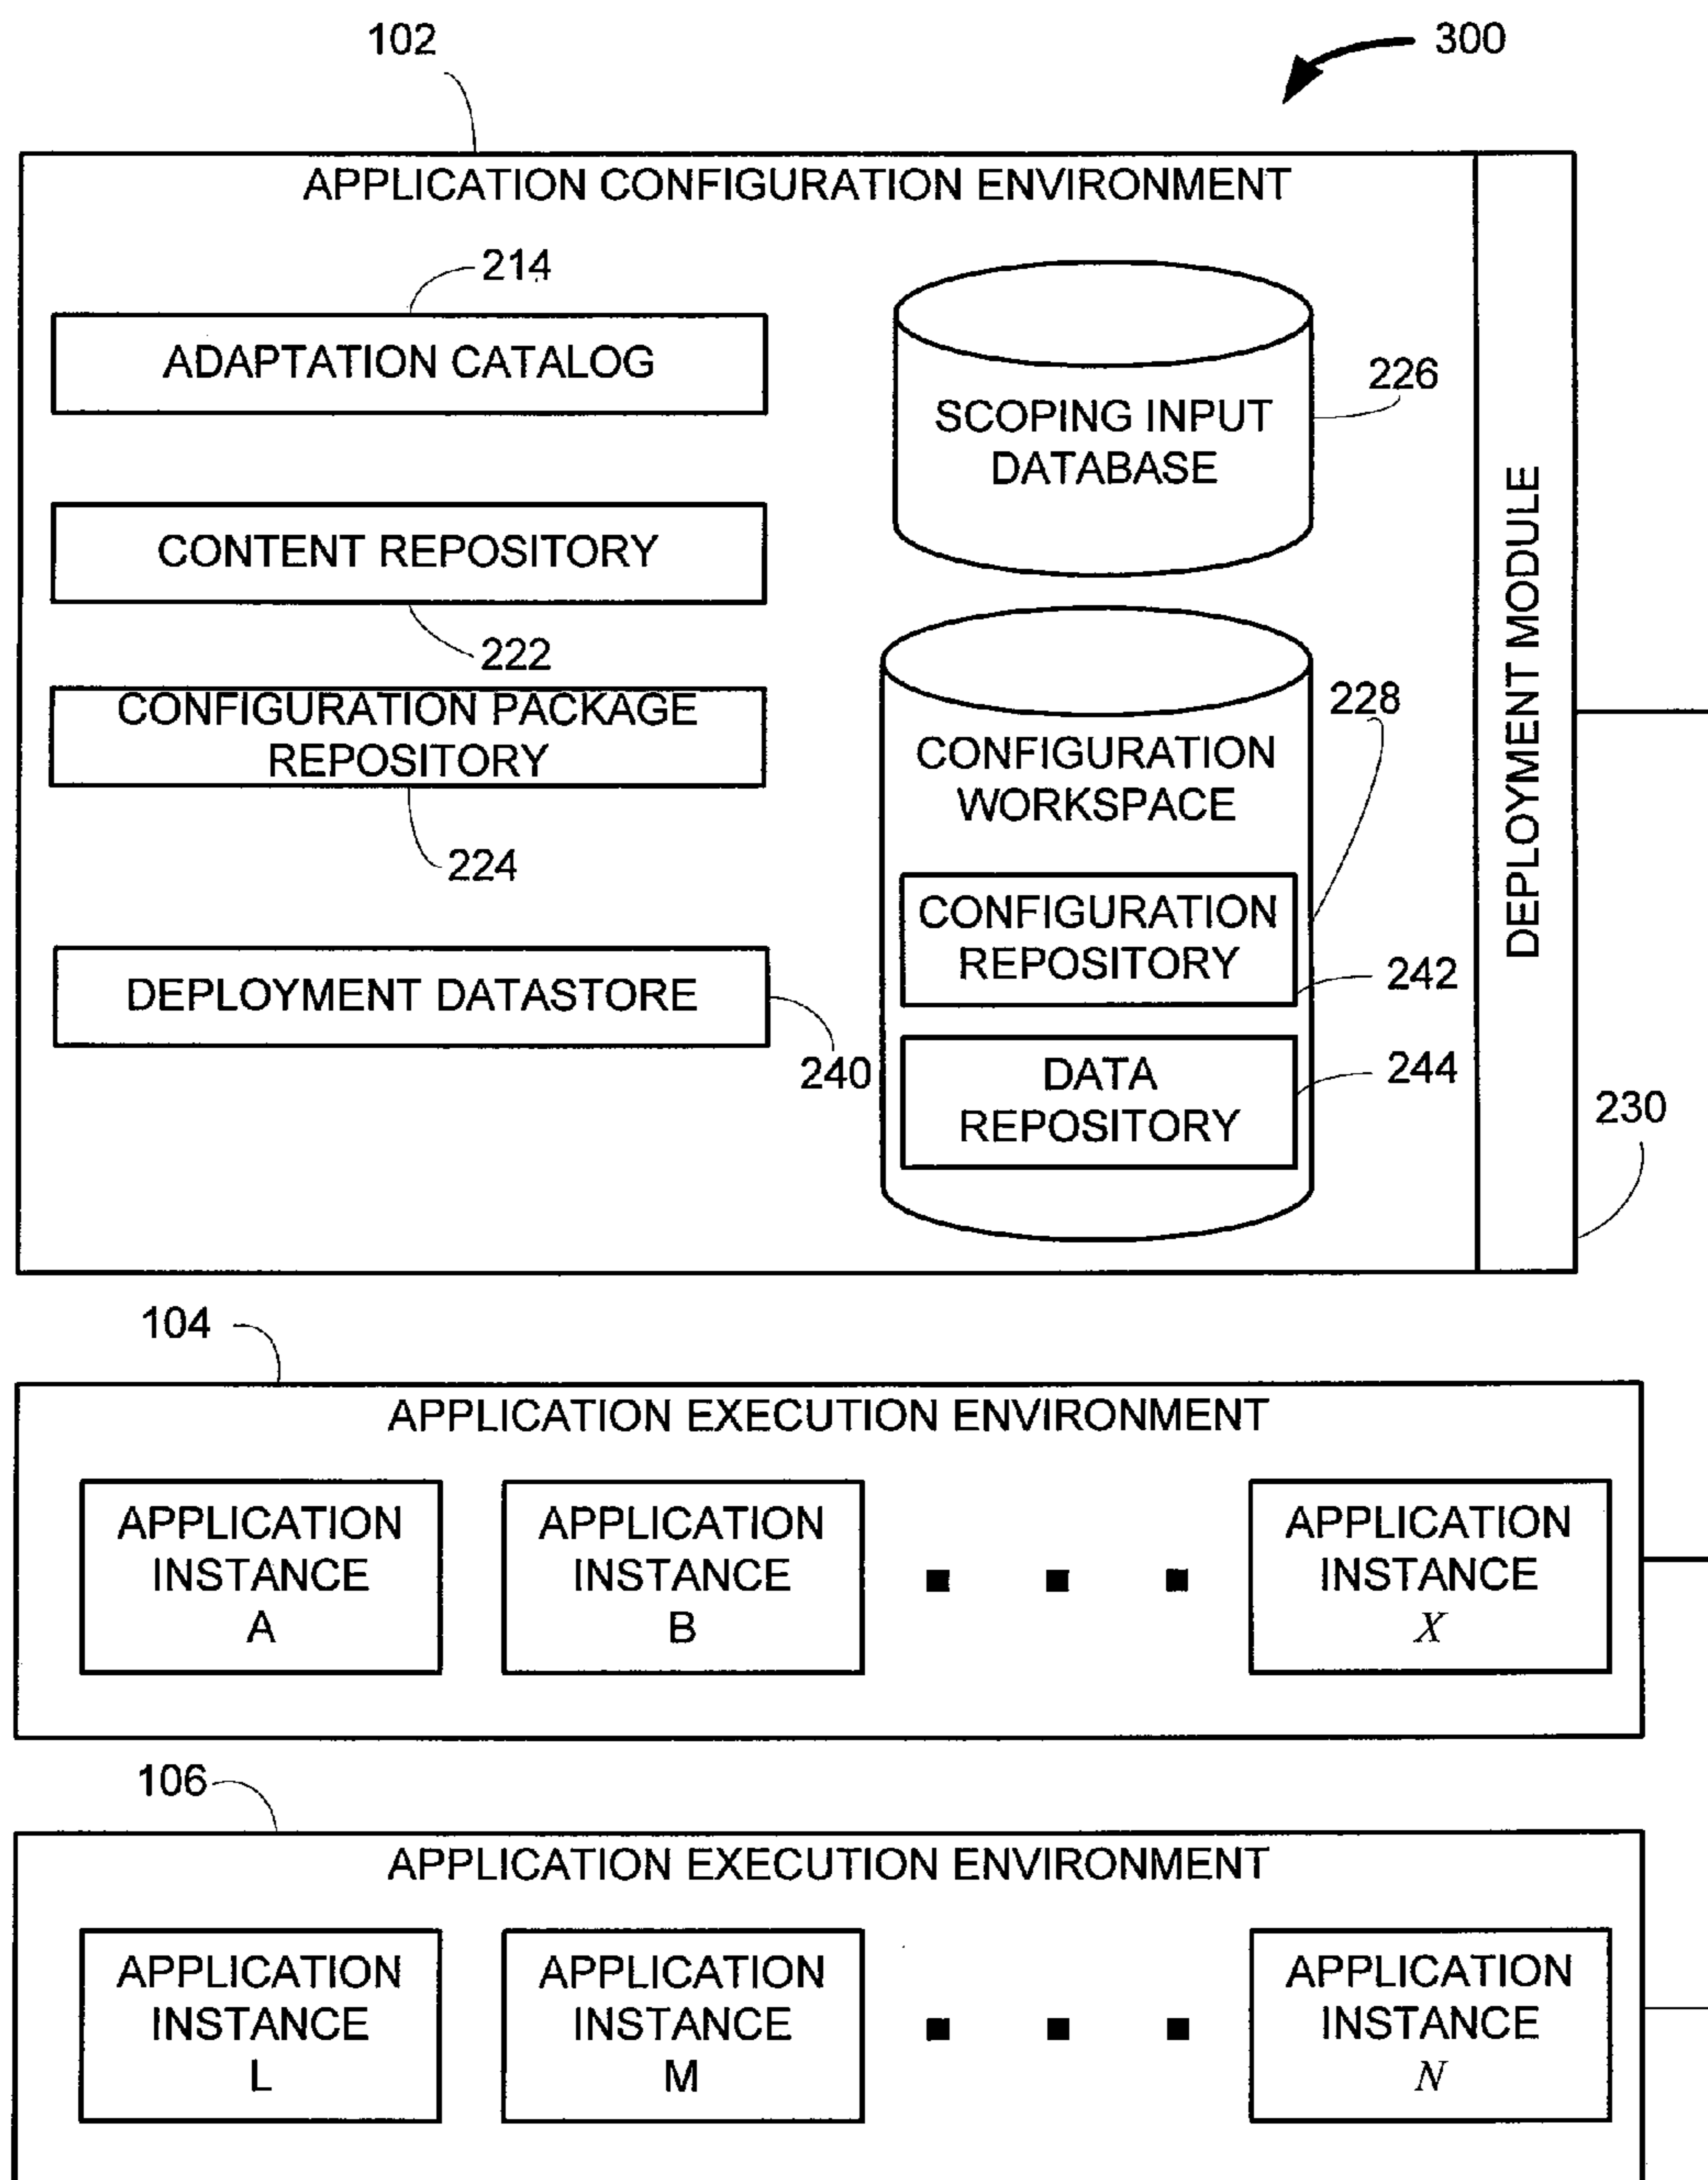 102
300
APPLICATION CONFIGURATION ENVIRONMENT
214
ADAPTATION CATALOG
226
SCOPING INPUT
DATABASE
CONTENT REPOSITORY
222
CONFIGURATION PACKAGE
REPOSITORY
224
228
CONFIGURATION
WORKSPACE
CONFIGURATION
REPOSITORY
242
DEPLOYMENT DATASTORE
240
DATA
REPOSITORY
244
DEPLOYMENT MODULE
230
104
APPLICATION EXECUTION ENVIRONMENT
APPLICATION
INSTANCE
A
APPLICATION
INSTANCE
B
APPLICATION
INSTANCE
X
106
APPLICATION EXECUTION ENVIRONMENT
APPLICATION
INSTANCE
L
APPLICATION
INSTANCE
M
APPLICATION
INSTANCE
N